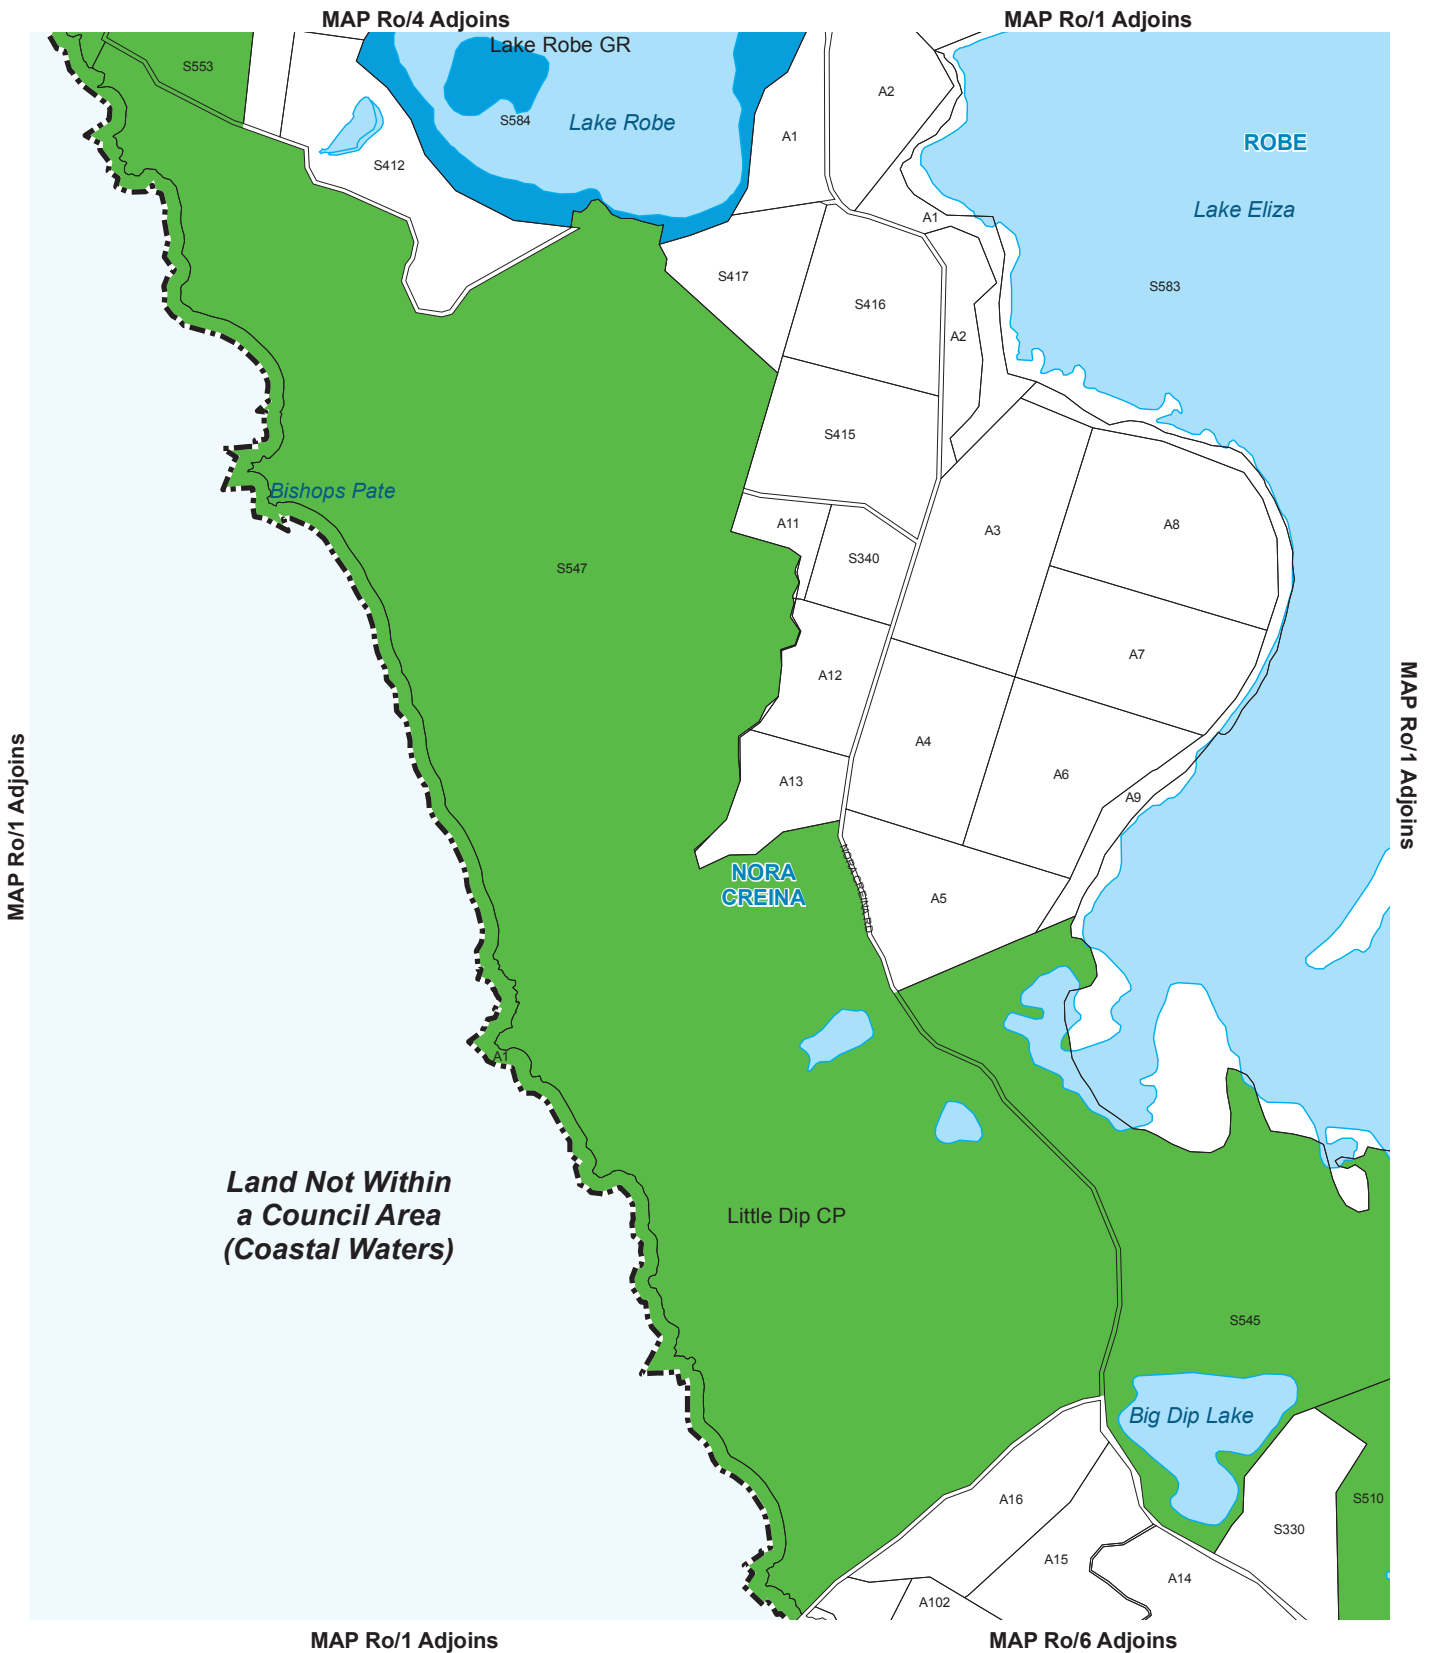 MAP Ro/4 Adjoins
MAP Ro/1 Adjoins
Lake Robe GR
S553
A2
S584
Lake Robe
A1
ROBE
S412
Lake Eliza
A1
S417
S583
S416
A2
S415
Bishops Pate
A11
A3
A8
S340
S547
A7
A12
MAP Ro/1 Adjoins
MAP Ro/1 Adjoins
A4
A6
A13
A9
NORA
CREINA
NORA CREINA RD
A5
A1
Land Not Within
a Council Area
(Coastal Waters)
Little Dip CP
S545
Big Dip Lake
A16
S510
S330
A15
A14
A102
MAP Ro/1 Adjoins
MAP Ro/6 Adjoins